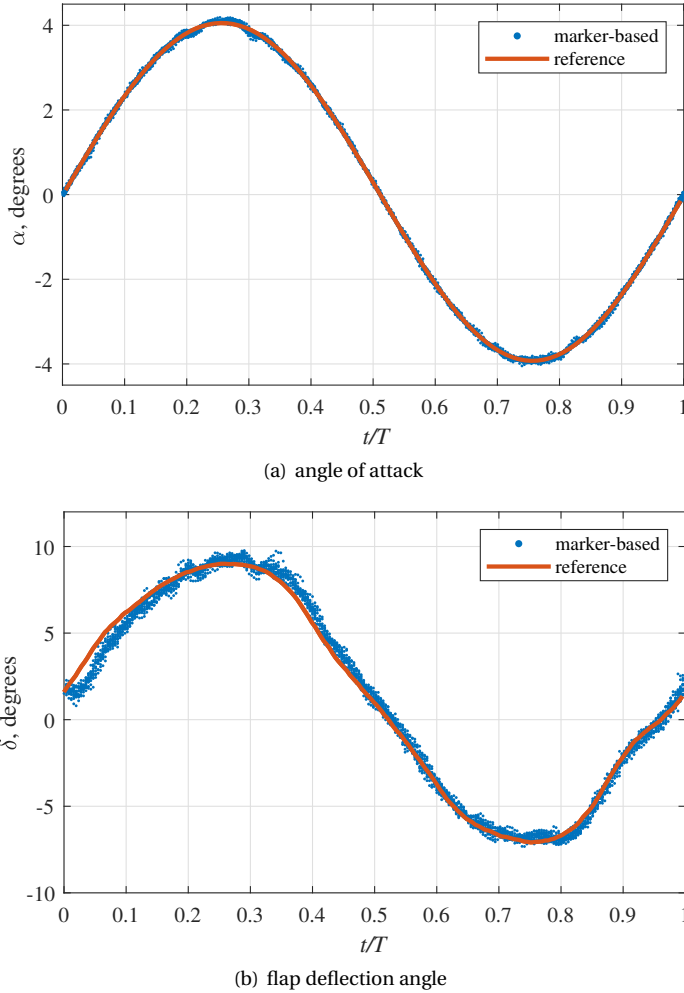 4
2
0
-2
-4
α, degrees
marker-based
reference
0 0.1 0.2 0.3 0.4 0.5 0.6 0.7 0.8 0.9 1
t/T
(a) angle of attack
10
5
0
-5
-10
δ, degrees
marker-based
reference
0 0.1 0.2 0.3 0.4 0.5 0.6 0.7 0.8 0.9 1
t/T
(b) flap deflection angle